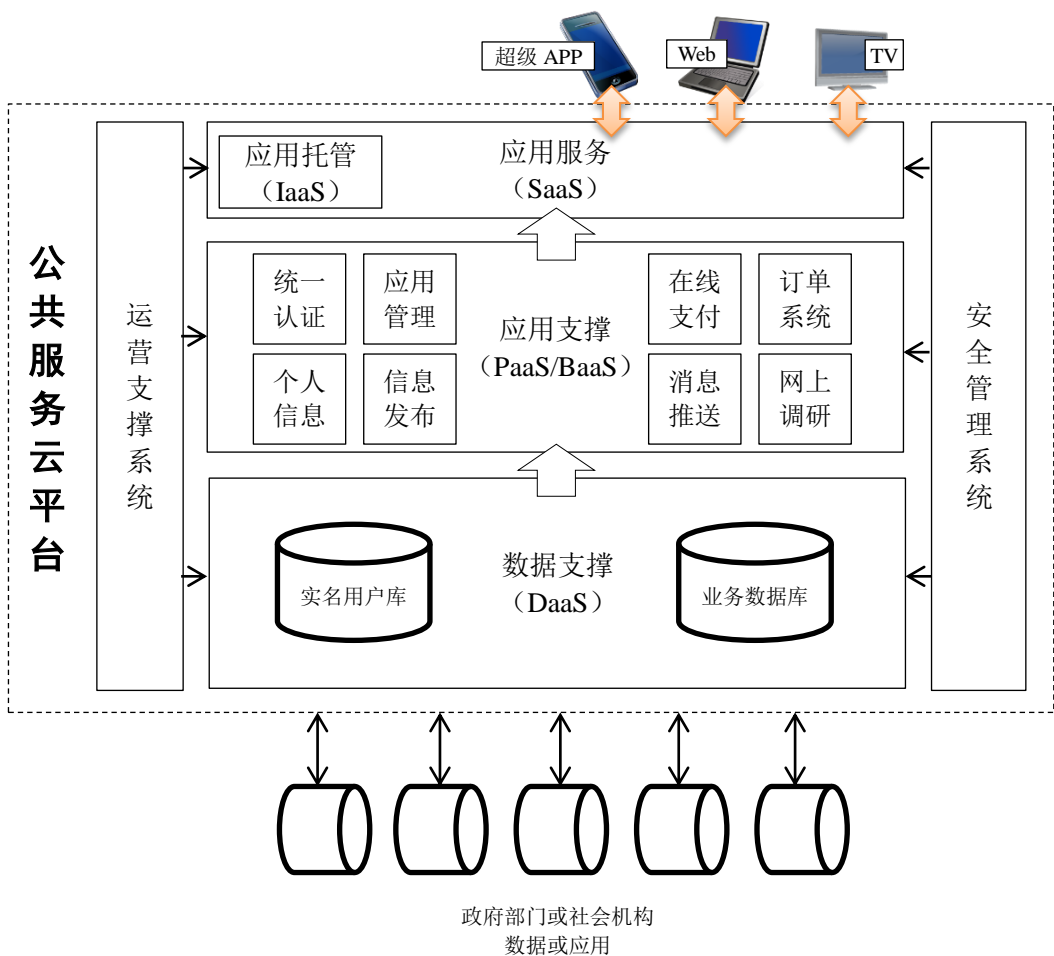 超级 APP
Web
TV
公共服务云平台
运营支撑系统
应用托管
（IaaS）
应用服务
（SaaS）
统一
认证
应用
管理
个人
信息
信息
发布
应用支撑
（PaaS/BaaS）
在线
支付
订单
系统
消息
推送
网上
调研
实名用户库
数据支撑
（DaaS）
业务数据库
安全管理系统
政府部门或社会机构
数据或应用